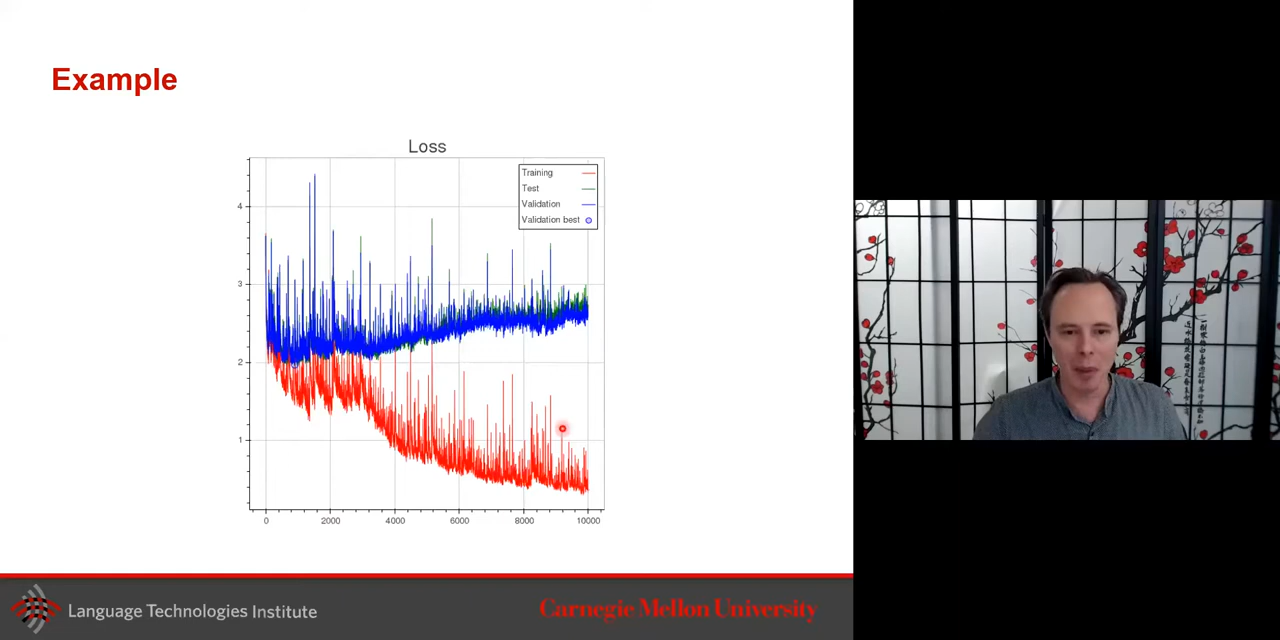 Example
Loss
Training
Test
Validation
Validation best
4
3
2
1
0 2000 4000 6000 8000 10000
Language Technologies Institute
Carnegie Mellon University